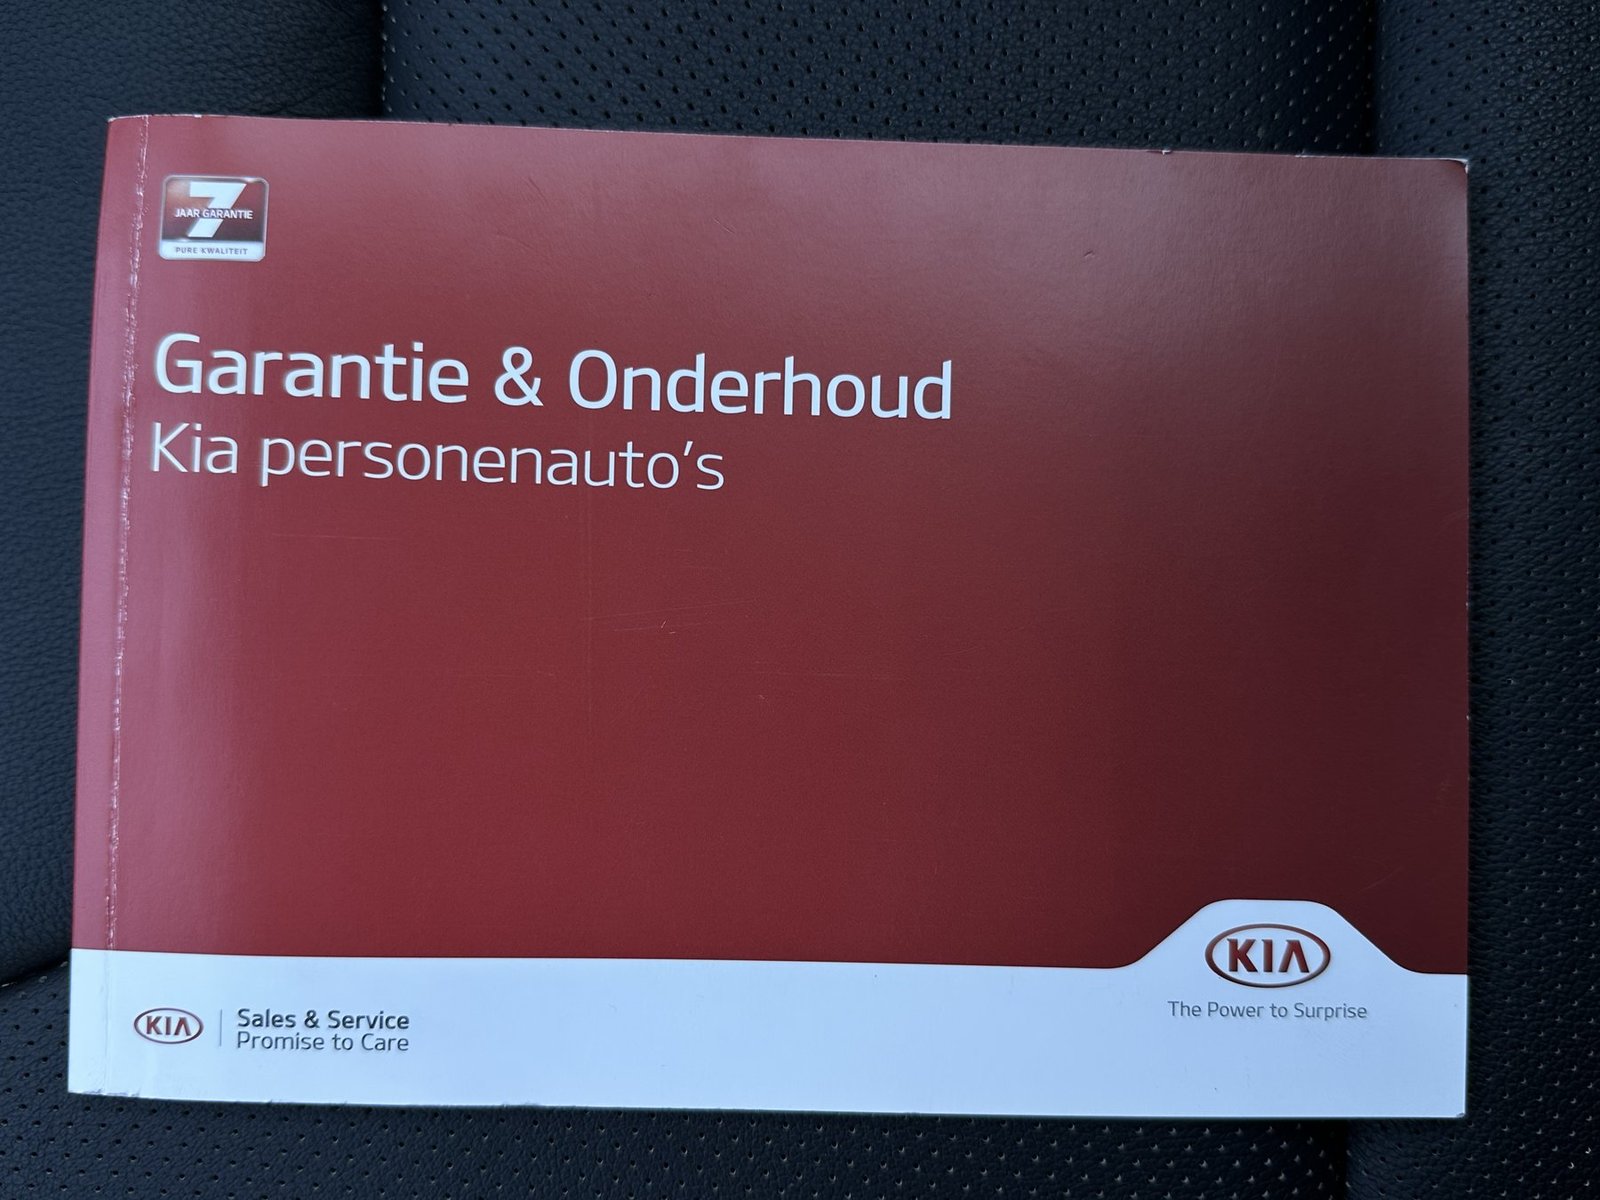 7
JAAR GARANTIE
PURE KWALITEIT
Garantie & Onderhoud
Kia personenauto's
KIA
The Power to Surprise
KIA
Sales & Service
Promise to Care